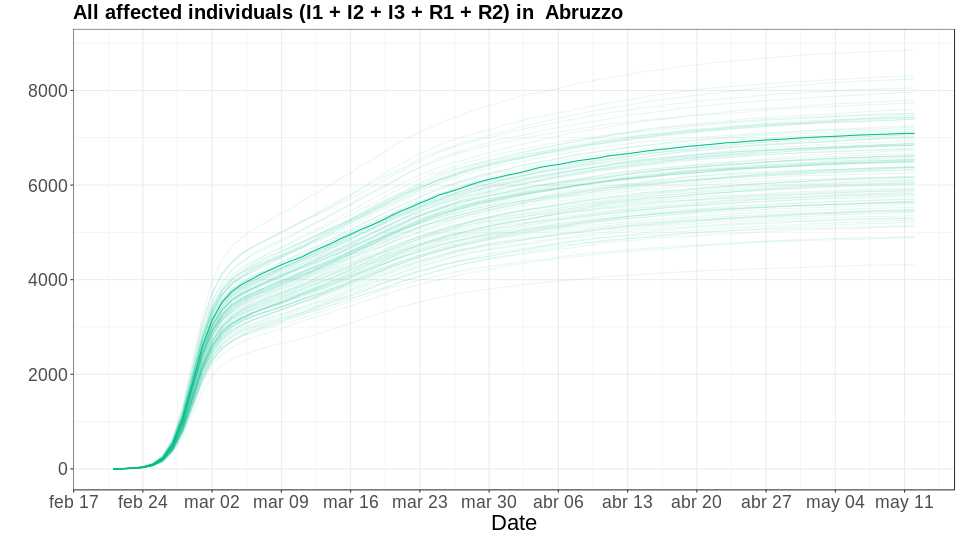 All affected individuals (I1 + I2 + I3 + R1 + R2) in  Abruzzo
8000
6000
4000
2000
0
feb 17 feb 24 mar 02 mar 09 mar 16 mar 23 mar 30 abr 06 abr 13 abr 20 abr 27 may 04 may 11
Date